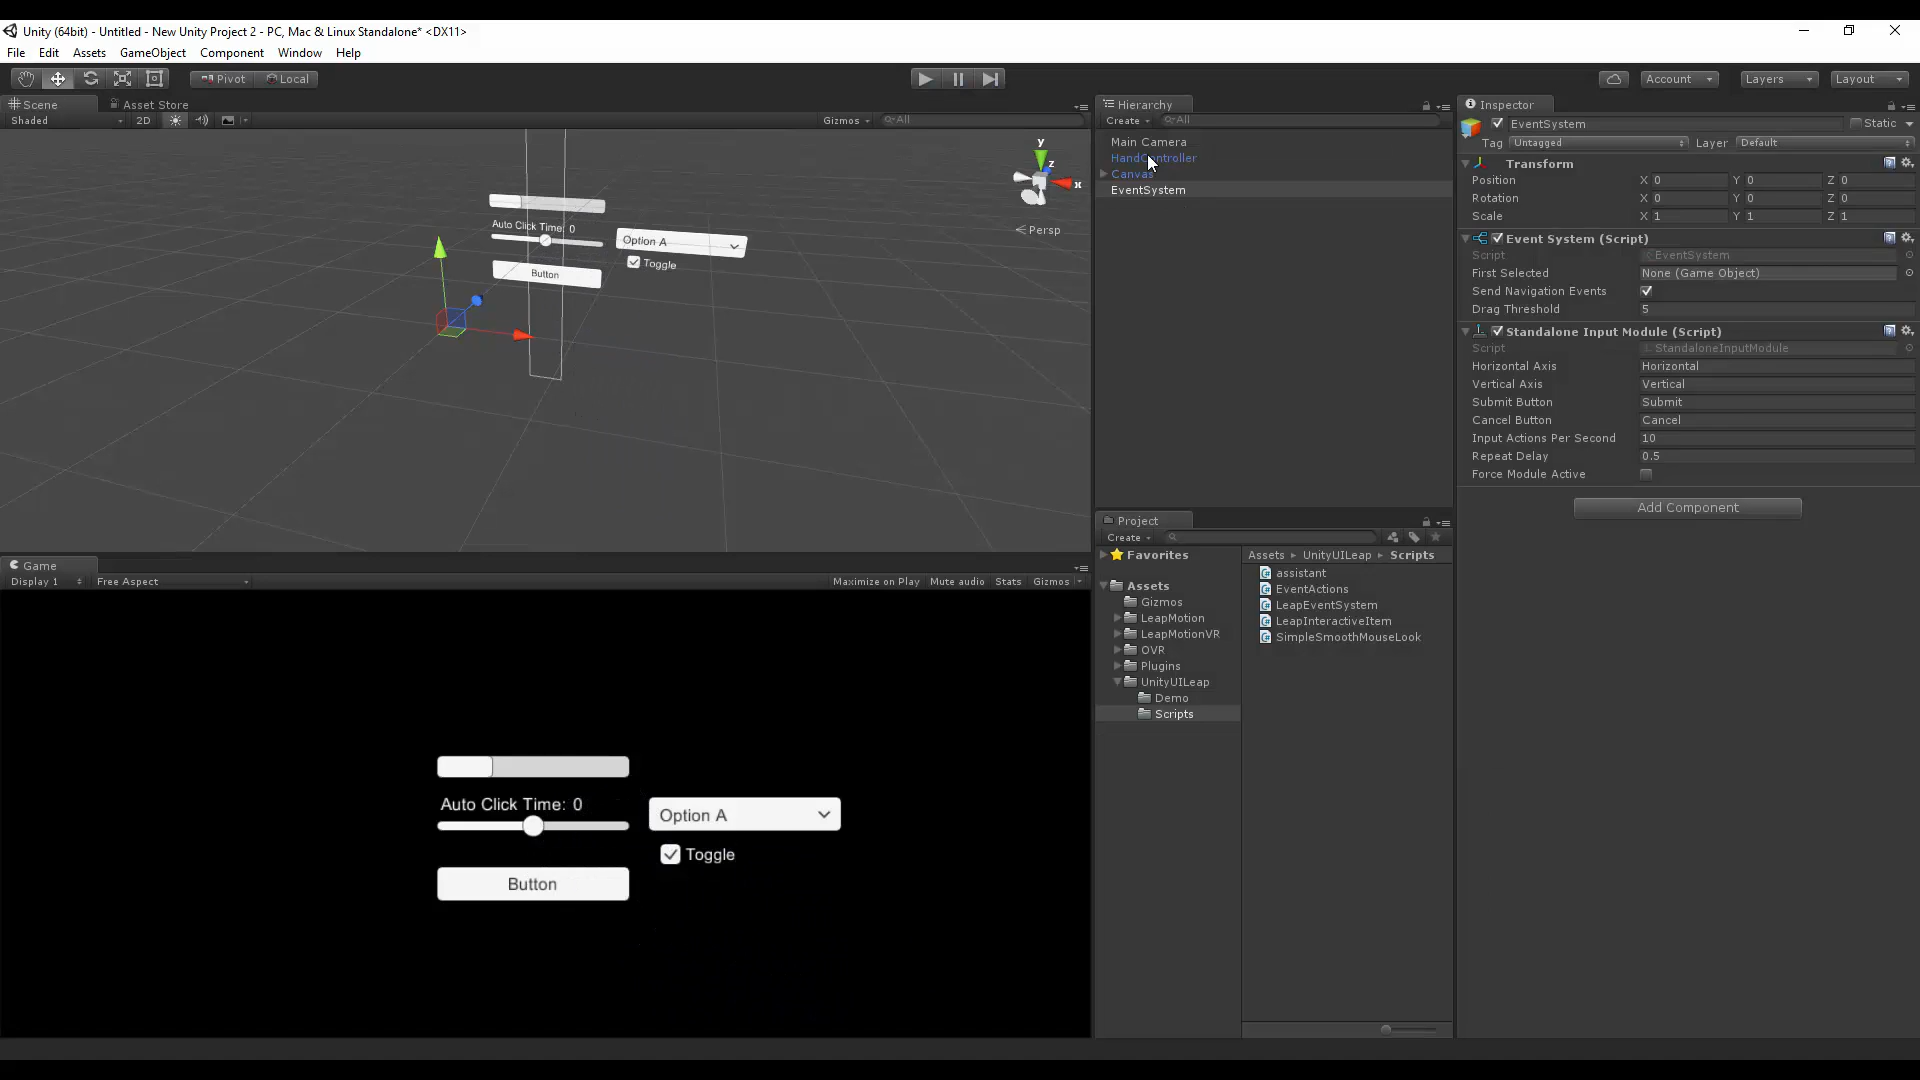 Unity (64bit) - Untitled - New Unity Project 2 - PC, Mac & Linux Standalone* <DX11>
File Edit Assets GameObject Component Window Help
Pivot Local Account Layers Layout
Scene Asset Store
Shaded 2D Gizmos All
y
z
x
Persp
Auto Click Time: 0
Option A
Toggle
Button
Game
Display 1 Free Aspect Maximize on Play Mute audio Stats Gizmos
Auto Click Time: 0
Option A
Toggle
Button
Hierarchy
Create All
Main Camera
HandController
Canvas
EventSystem
Project
Create
Favorites
Assets
Gizmos
LeapMotion
LeapMotionVR
OVR
Plugins
UnityUILeap
Demo
Scripts
Assets UnityUILeap Scripts
assistant
EventActions
LeapEventSystem
LeapInteractiveItem
SimpleSmoothMouseLook
Inspector
EventSystem Static
Tag Untagged Layer Default
Transform
Position X 0 Y 0 Z 0
Rotation X 0 Y 0 Z 0
Scale X 1 Y 1 Z 1
Event System (Script)
Script EventSystem
First Selected None (Game Object)
Send Navigation Events
Drag Threshold 5
Standalone Input Module (Script)
Script StandaloneInputModule
Horizontal Axis Horizontal
Vertical Axis Vertical
Submit Button Submit
Cancel Button Cancel
Input Actions Per Second 10
Repeat Delay 0.5
Force Module Active
Add Component